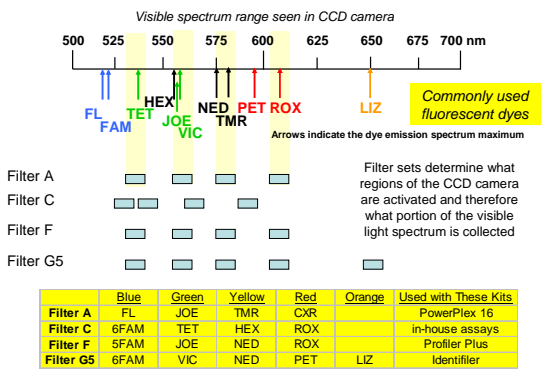 Visible spectrum range seen in CCD camera
500 525 550 575 600 625 650 675 700 nm
FL
FAM
TET
HEX
JOE
VIC
NED
TMR
PET
ROX
LIZ
Commonly used
fluorescent dyes
Arrows indicate the dye emission spectrum maximum
Filter A
Filter C
Filter F
Filter G5
Filter sets determine what
regions of the CCD camera
are activated and therefore
what portion of the visible
light spectrum is collected
Blue Green Yellow Red Orange Used with These Kits
Filter A FL JOE TMR CXR PowerPlex 16
Filter C 6FAM TET HEX ROX in-house assays
Filter F 5FAM JOE NED ROX Profiler Plus
Filter G5 6FAM VIC NED PET LIZ Identifiler